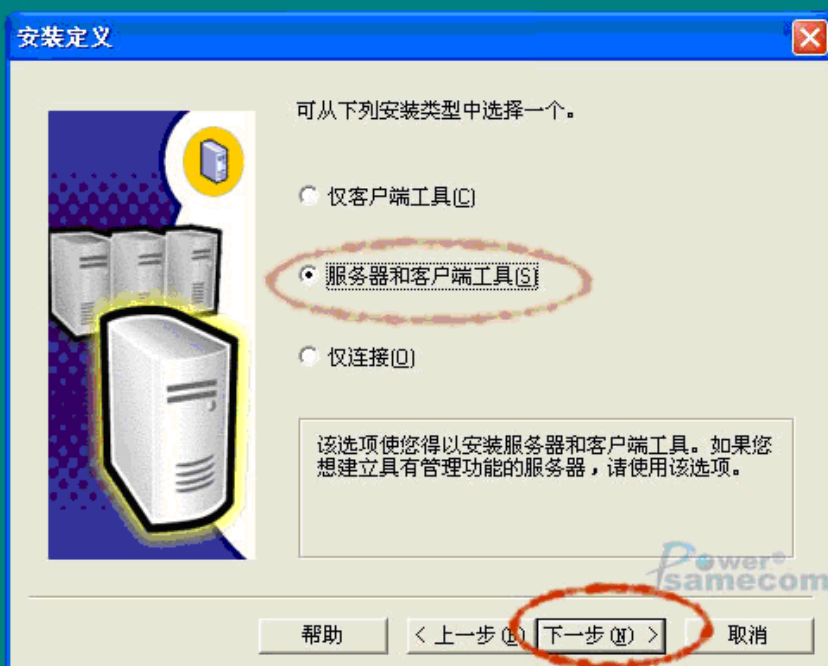 安装定义
可从下列安装类型中选择一个。
仅客户端工具(C)
服务器和客户端工具(S)
仅连接(O)
该选项使您得以安装服务器和客户端工具。如果您
想建立具有管理功能的服务器，请使用该选项。
Power®
samecom
帮助
< 上一步(B)
下一步(N) >
取消